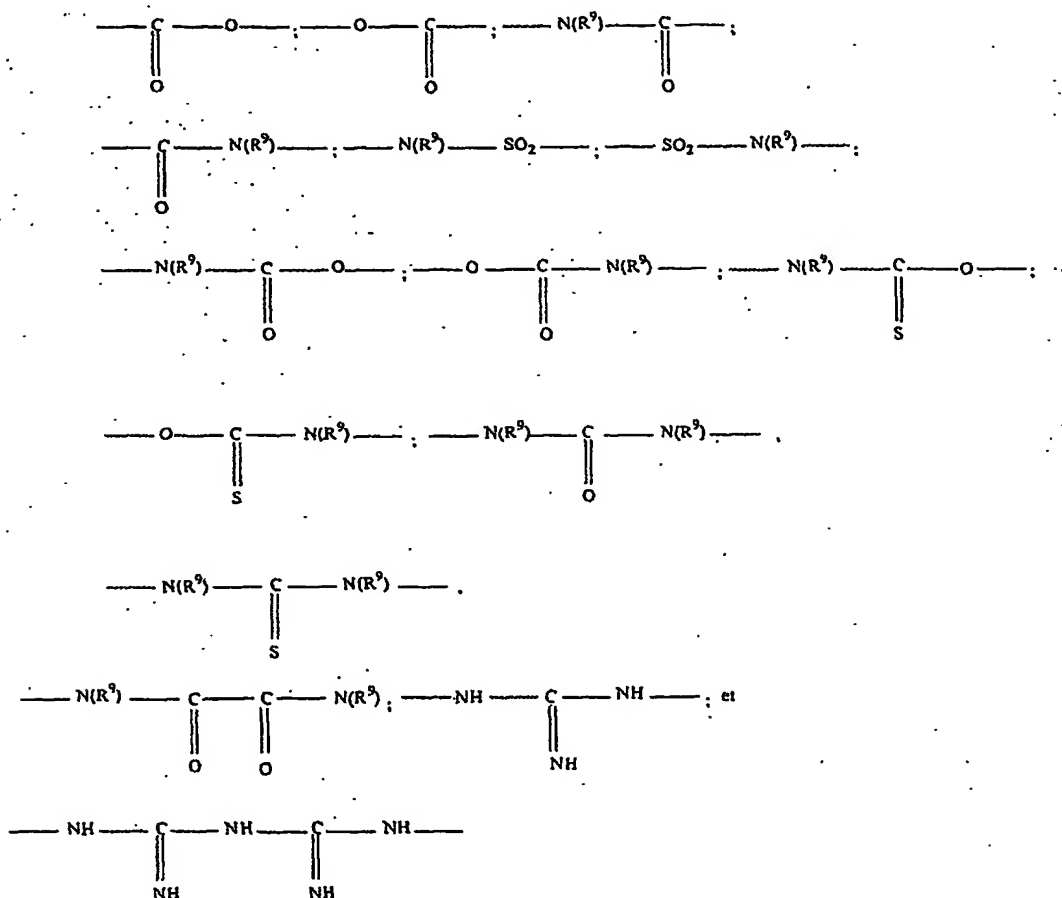 —C(=O)—O—; —O—C(=O)—; —N(R⁹)—C(=O)—;
—C(=O)—N(R⁹)—; —N(R⁹)—SO₂—; —SO₂—N(R⁹)—;
—N(R⁹)—C(=O)—O—; —O—C(=O)—N(R⁹)—; —N(R⁹)—C(=S)—O—;
—O—C(=S)—N(R⁹)—; —N(R⁹)—C(=O)—N(R⁹)—,
—N(R⁹)—C(=S)—N(R⁹)—,
—N(R⁹)—C(=O)—C(=O)—N(R⁹); —NH—C(=NH)—NH—; et
—NH—C(=NH)—NH—C(=NH)—NH—